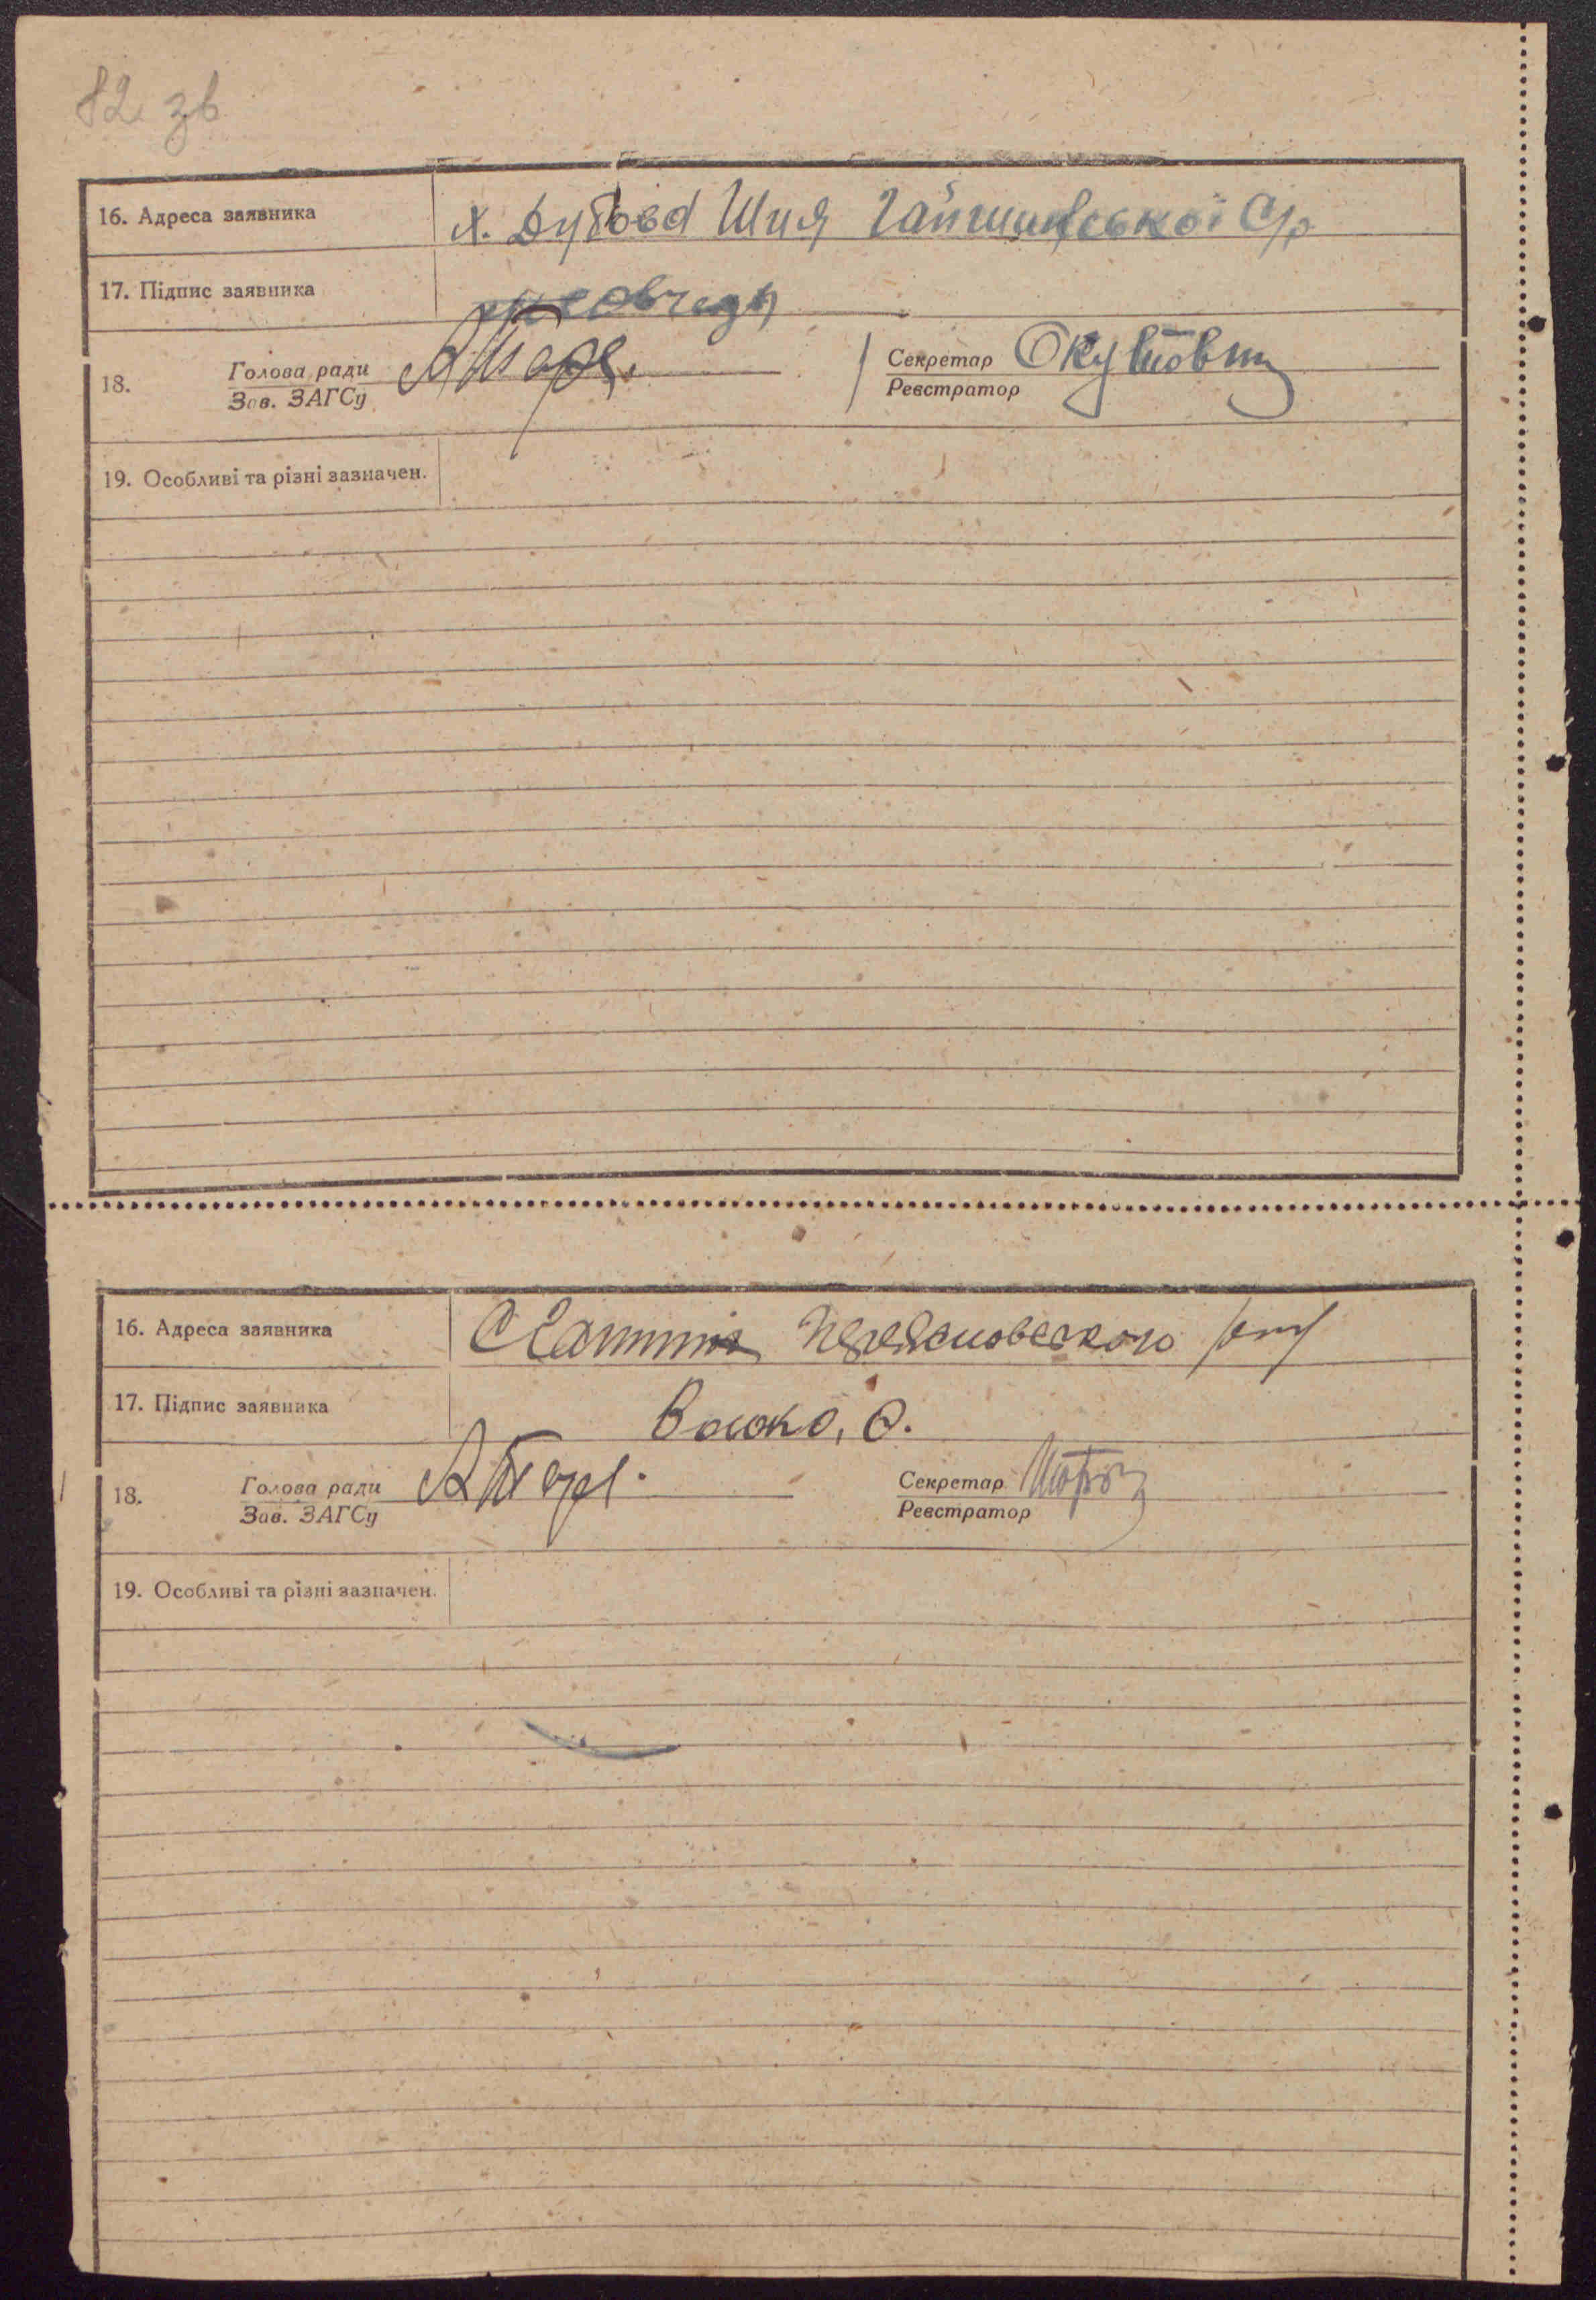 82 зв
16. Адреса заявника х. Дубова Шия Гайшинської С/р
17. Підпис заявника
18. Голова ради Секретар
Зав. ЗАГСу Реєстратор
19. Особливі та різні зазначен.
16. Адреса заявника С Гайшин Переясновского
17. Підпис заявника Вошко, О.
18. Голова ради Секретар
Зав. ЗАГСу Реєстратор
19. Особливі та різні зазначен.